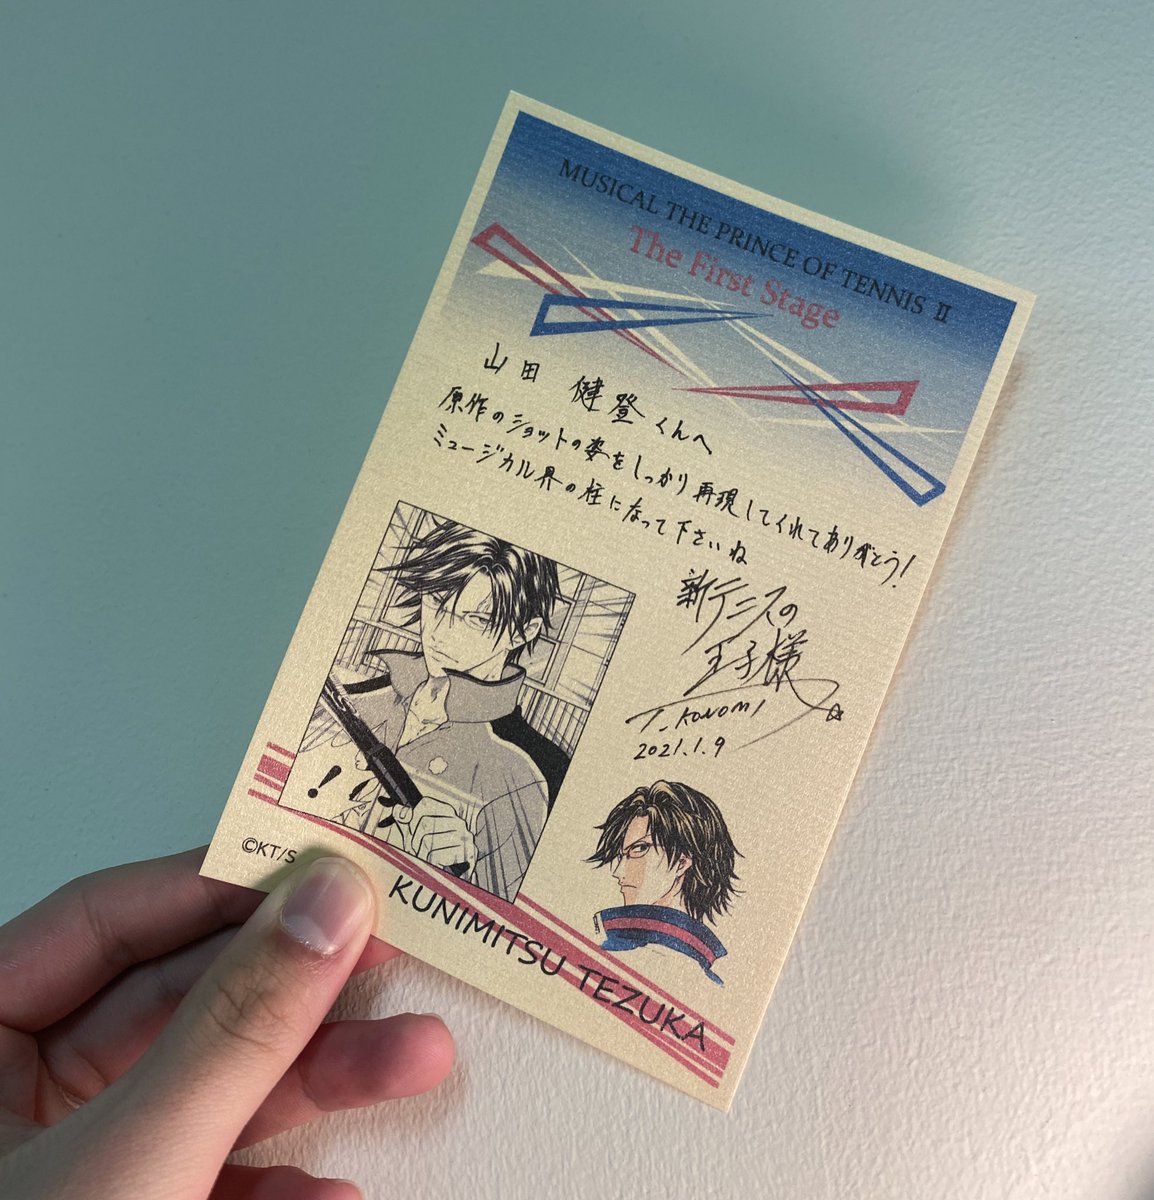 MUSICAL THE PRINCE OF TENNIS II
The First Stage
山田 健登くんへ
原作のショットの姿をしっかり再現してくれてありがとう!
ミュージカル界の柱になって下さいね
新テニスの
王子様
T.KONOMI
2021.1.9
!
©KT/S
KUNIMITSU TEZUKA